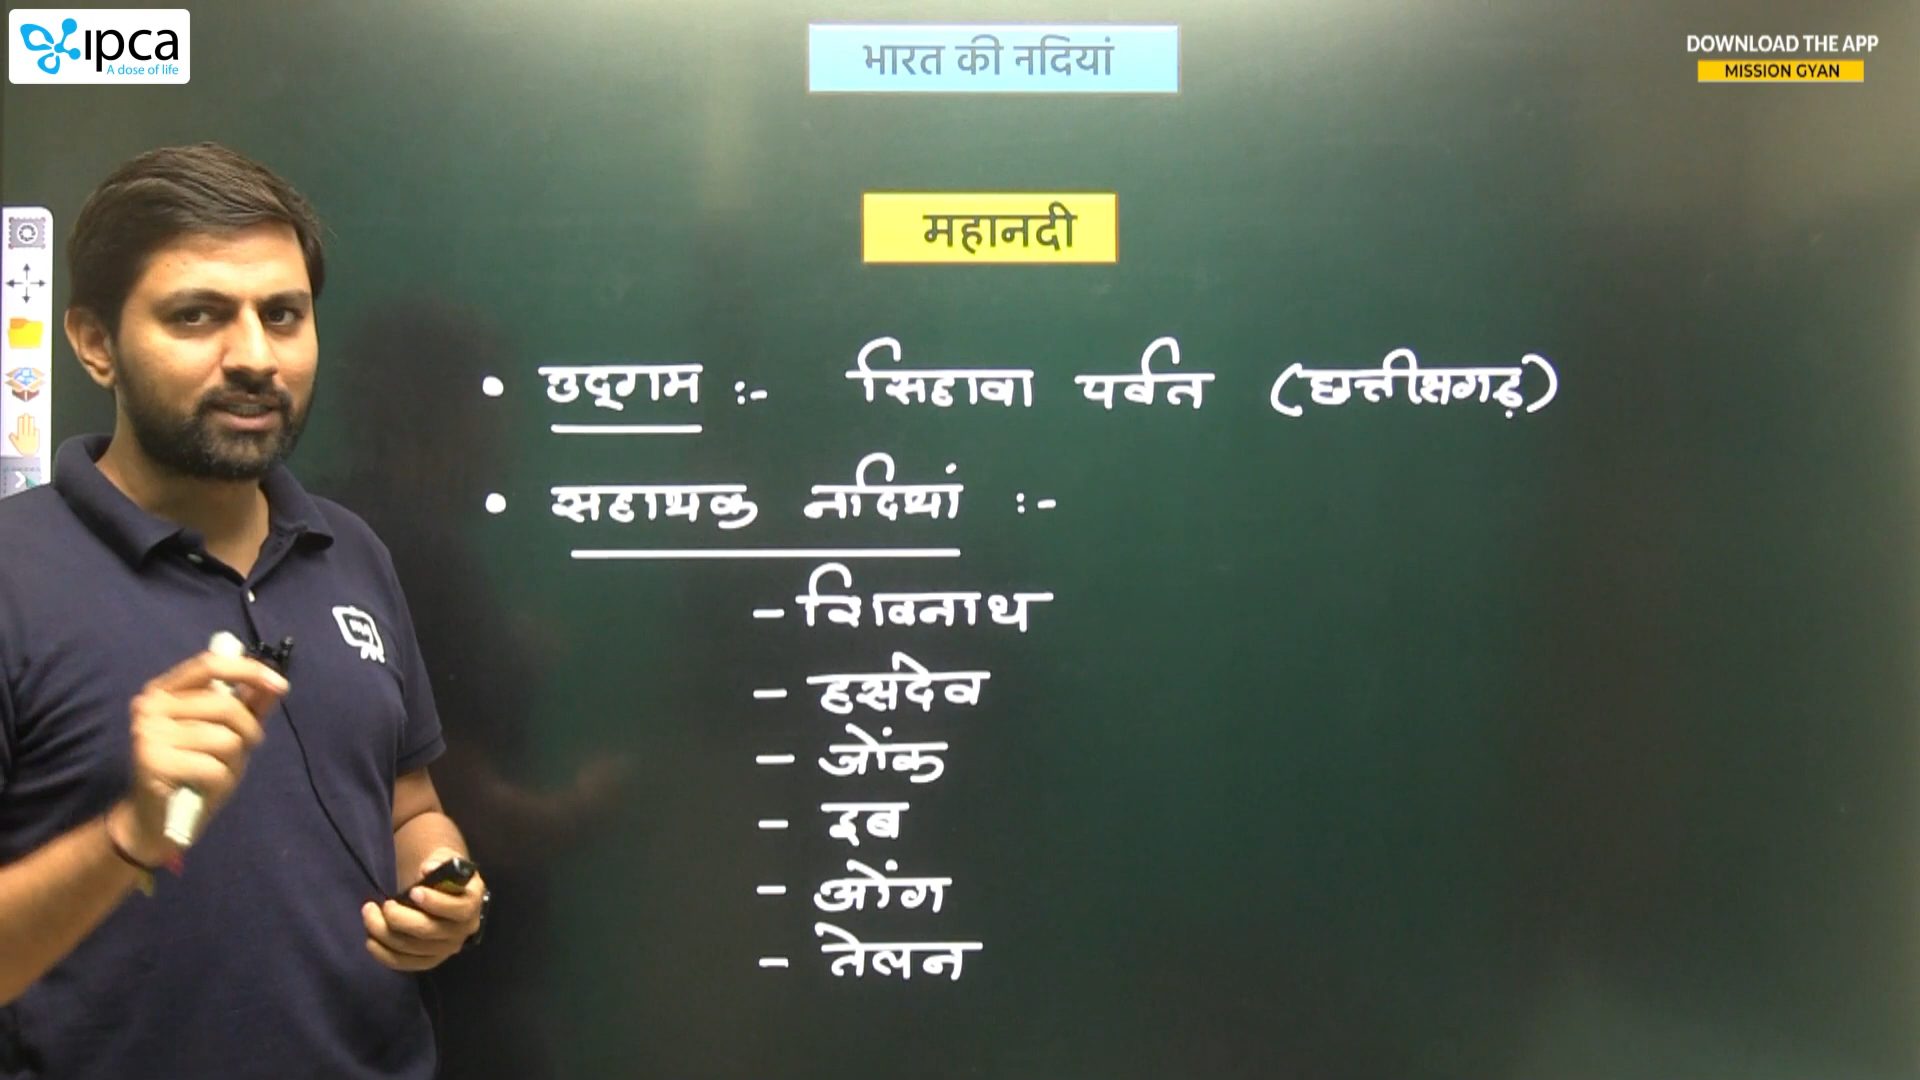 ipca
A dose of life
भारत की नदियां
DOWNLOAD THE APP
MISSION GYAN
महानदी
• उद्गम :- सिहावा पर्वत (छत्तीसगढ़)
• सहायक नदियां :-
- शिवनाथ
- हसदेव
- जोंक
- इब
- ओंग
- तेलन